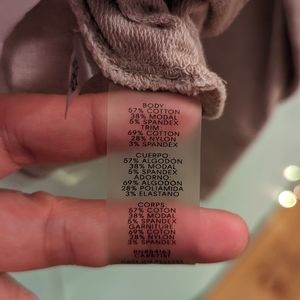 BODY
57% COTTON
38% MODAL
5% SPANDEX
TRIM:
69% COTTON
28% NYLON
3% SPANDEX
CUERPO:
57% ALGODÓN
38% MODAL
5% SPANDEX
ADORNO:
69% ALGODÓN
28% POLIAMIDA
3% ELASTANO
CORPS
57% COTON
38% MODAL
5% SPANDEX
GARNITURE
69% COTON
28% NYLON
3% SPANDEX